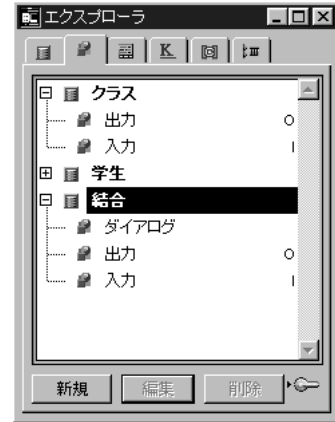 エクスプローラ
K
クラス
出力 O
入力 I
学生
結合
ダイアログ
出力 O
入力 I
新規 編集 削除